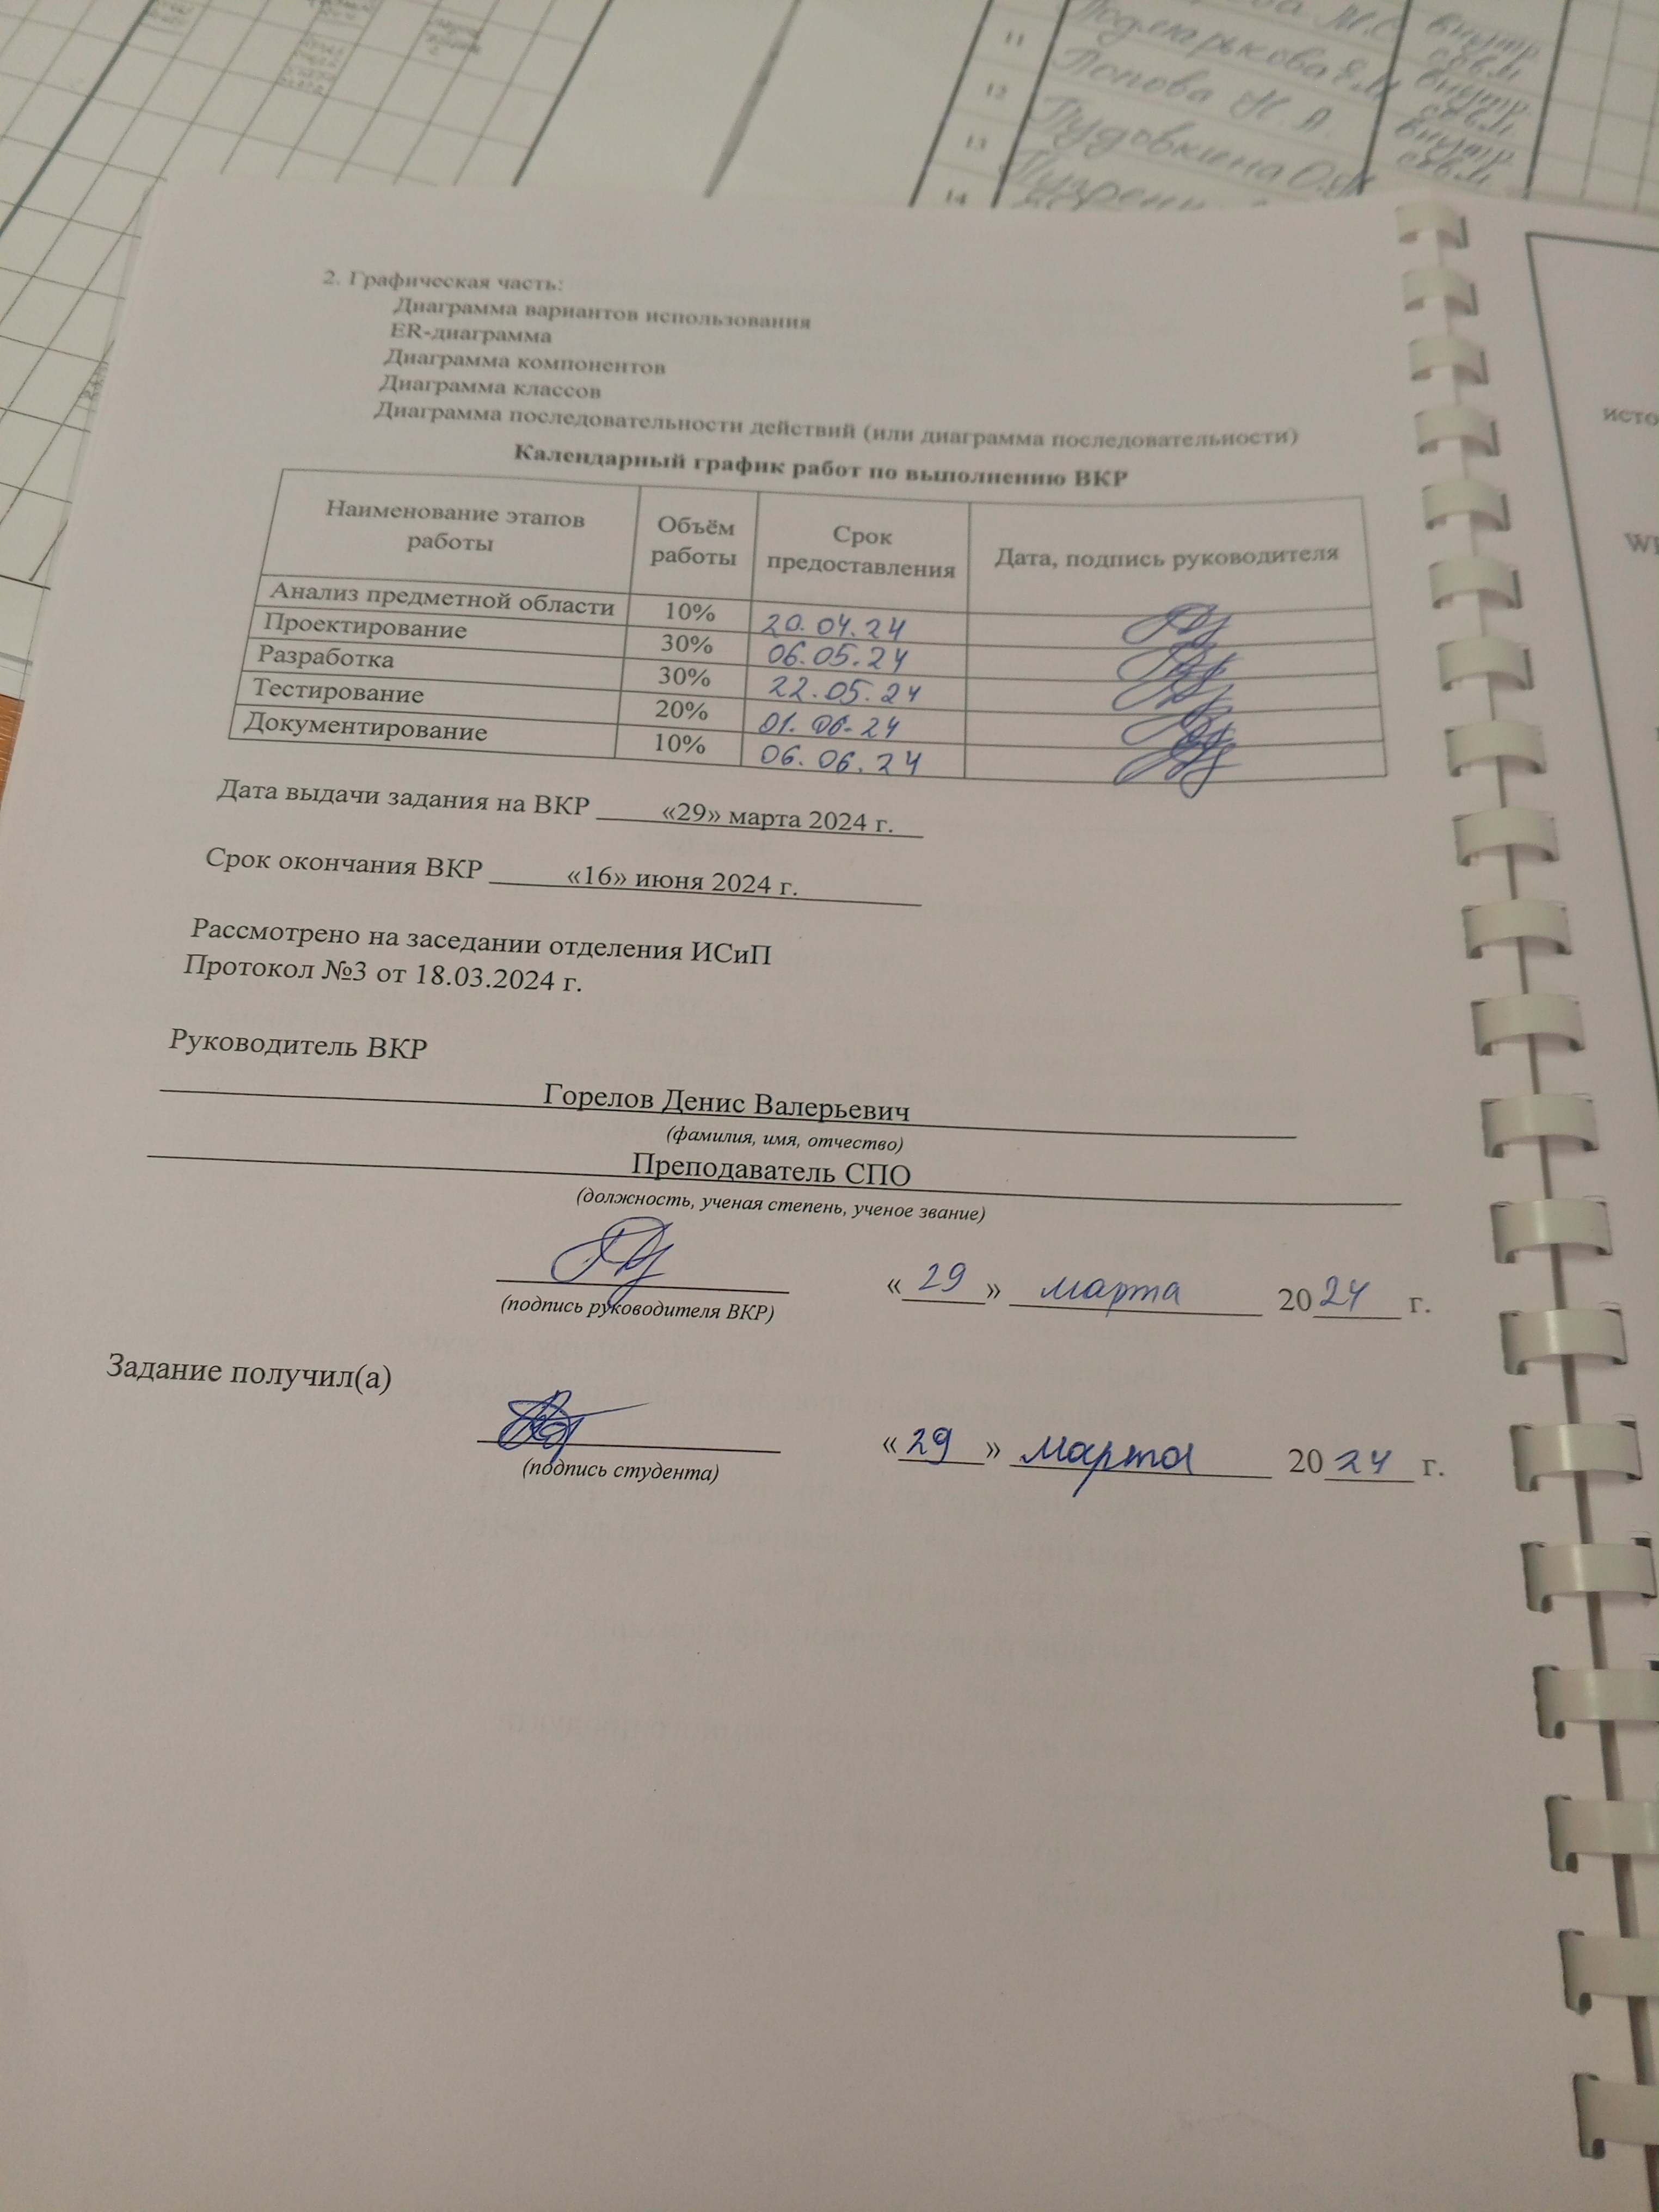 11
12
13
14
Попова Н. А.
внутр
совм
внутр.
совм.
внутр
совм
2. Графическая часть:
Диаграмма вариантов использования
ER-диаграмма
Диаграмма компонентов
Диаграмма классов
Диаграмма последовательности действий (или диаграмма последовательности)
Календарный график работ по выполнению ВКР
Наименование этапов работы Объём работы Срок предоставления Дата, подпись руководителя
Анализ предметной области 10% 20.04.24
Проектирование 30% 06.05.24
Разработка 30% 22.05.24
Тестирование 20% 01.06.24
Документирование 10% 06.06.24
Дата выдачи задания на ВКР «29» марта 2024 г.
Срок окончания ВКР «16» июня 2024 г.
Рассмотрено на заседании отделения ИСиП
Протокол №3 от 18.03.2024 г.
Руководитель ВКР
Горелов Денис Валерьевич
(фамилия, имя, отчество)
Преподаватель СПО
(должность, ученая степень, ученое звание)
«29» марта 2024 г.
(подпись руководителя ВКР)
Задание получил(а)
«29» марта 2024 г.
(подпись студента)